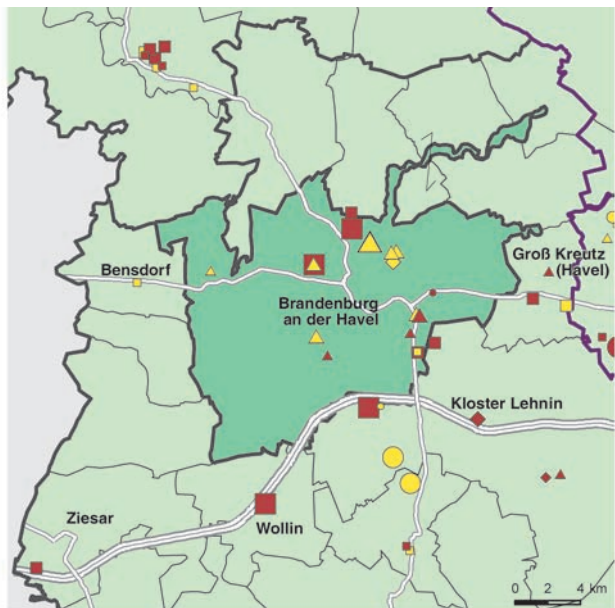 Bensdorf
Groß Kreutz
(Havel)
Brandenburg
an der Havel
Kloster Lehnin
Ziesar
Wollin
0 2 4 km